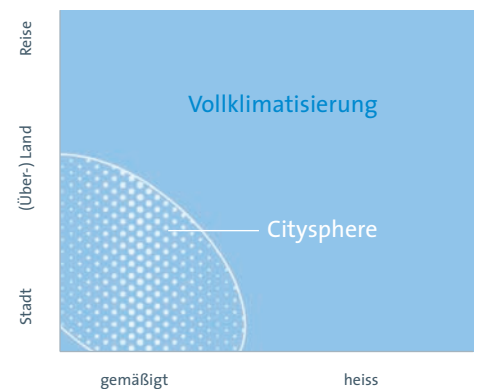 Reise
Vollklimatisierung
(Über-) Land
Citysphere
Stadt
gemäßigt
heiss